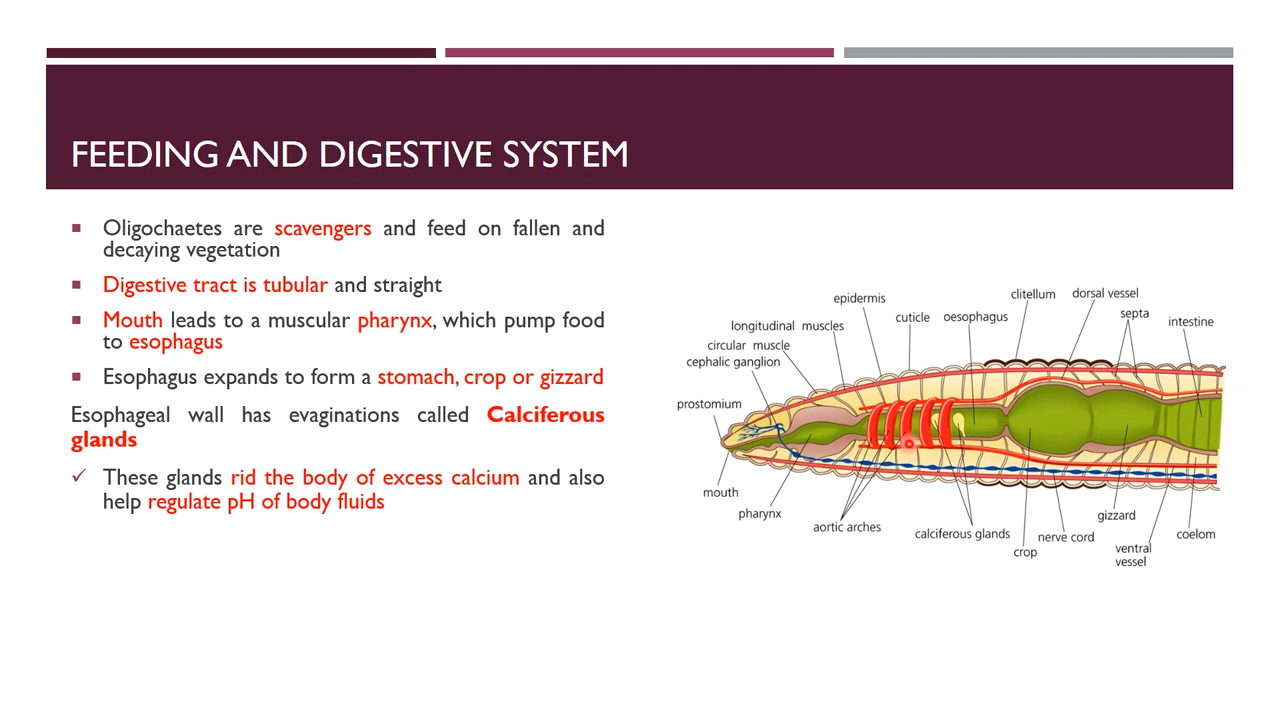 FEEDING AND DIGESTIVE SYSTEM
Oligochaetes are scavengers and feed on fallen and
decaying vegetation
Digestive tract is tubular and straight
Mouth leads to a muscular pharynx, which pump food
to esophagus
Esophagus expands to form a stomach, crop or gizzard
Esophageal wall has evaginations called Calciferous
glands
These glands rid the body of excess calcium and also
help regulate pH of body fluids
epidermis
clitellum
dorsal vessel
longitudinal muscles
cuticle
oesophagus
septa
intestine
circular muscle
cephalic ganglion
prostomium
mouth
pharynx
aortic arches
calciferous glands
crop
nerve cord
gizzard
ventral
vessel
coelom